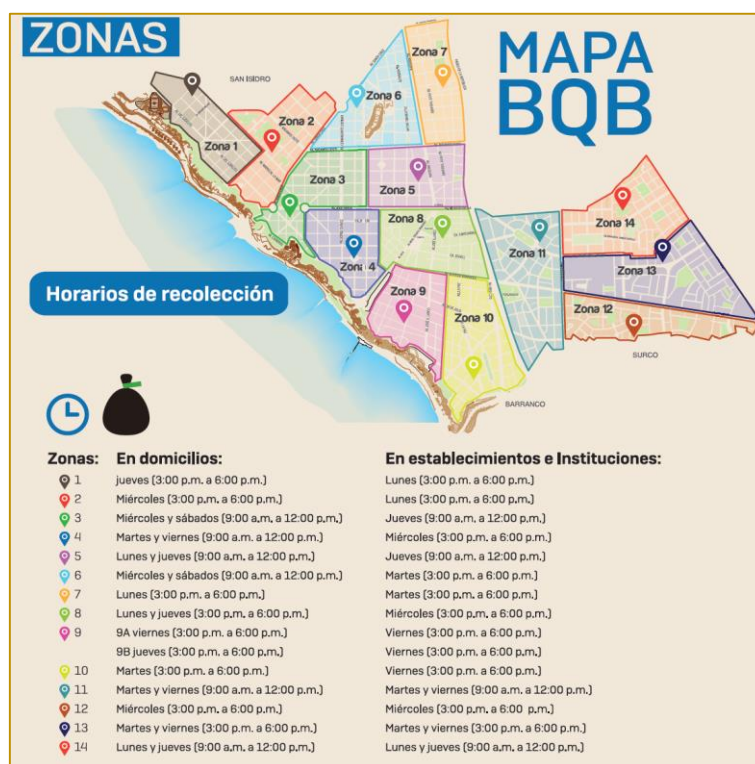 ZONAS
MAPA
BQB
SAN ISIDRO
Zona 1
Zona 2
Zona 3
Zona 4
Zona 5
Zona 6
Zona 7
Zona 8
Zona 9
Zona 10
Zona 11
Zona 12
Zona 13
Zona 14
SURCO
BARRANCO
Horarios de recolección
Zonas: En domicilios: En establecimientos e Instituciones:
1 jueves (3:00 p.m. a 6:00 p.m.) Lunes (3:00 p.m. a 6:00 p.m.)
2 Miércoles (3:00 p.m. a 6:00 p.m.) Lunes (3:00 p.m. a 6:00 p.m.)
3 Miércoles y sábados (9:00 a.m. a 12:00 p.m.) Jueves (9:00 a.m. a 12:00 p.m.)
4 Martes y viernes (9:00 a.m. a 12:00 p.m.) Miércoles (3:00 p.m. a 6:00 p.m.)
5 Lunes y jueves (9:00 a.m. a 12:00 p.m.) Jueves (9:00 a.m. a 12:00 p.m.)
6 Miércoles y sábados (9:00 a.m. a 12:00 p.m.) Martes (3:00 p.m. a 6:00 p.m.)
7 Lunes (3:00 p.m. a 6:00 p.m.) Martes (3:00 p.m. a 6:00 p.m.)
8 Lunes y jueves (3:00 p.m. a 6:00 p.m.) Miércoles (3:00 p.m. a 6:00 p.m.)
9 9A viernes (3:00 p.m. a 6:00 p.m.) Viernes (3:00 p.m. a 6:00 p.m.)
9B jueves (3:00 p.m. a 6:00 p.m.) Viernes (3:00 p.m. a 6:00 p.m.)
10 Martes (3:00 p.m. a 6:00 p.m.) Viernes (3:00 p.m. a 6:00 p.m.)
11 Martes y viernes (9:00 a.m. a 12:00 p.m.) Martes y viernes (9:00 a.m. a 12:00 p.m.)
12 Miércoles (3:00 p.m. a 6:00 p.m.) Miércoles (3:00 p.m. a 6:00 p.m.)
13 Martes y viernes (3:00 p.m. a 6:00 p.m.) Martes y viernes (3:00 p.m. a 6:00 p.m.)
14 Lunes y jueves (9:00 a.m. a 12:00 p.m.) Lunes y jueves (9:00 a.m. a 12:00 p.m.)